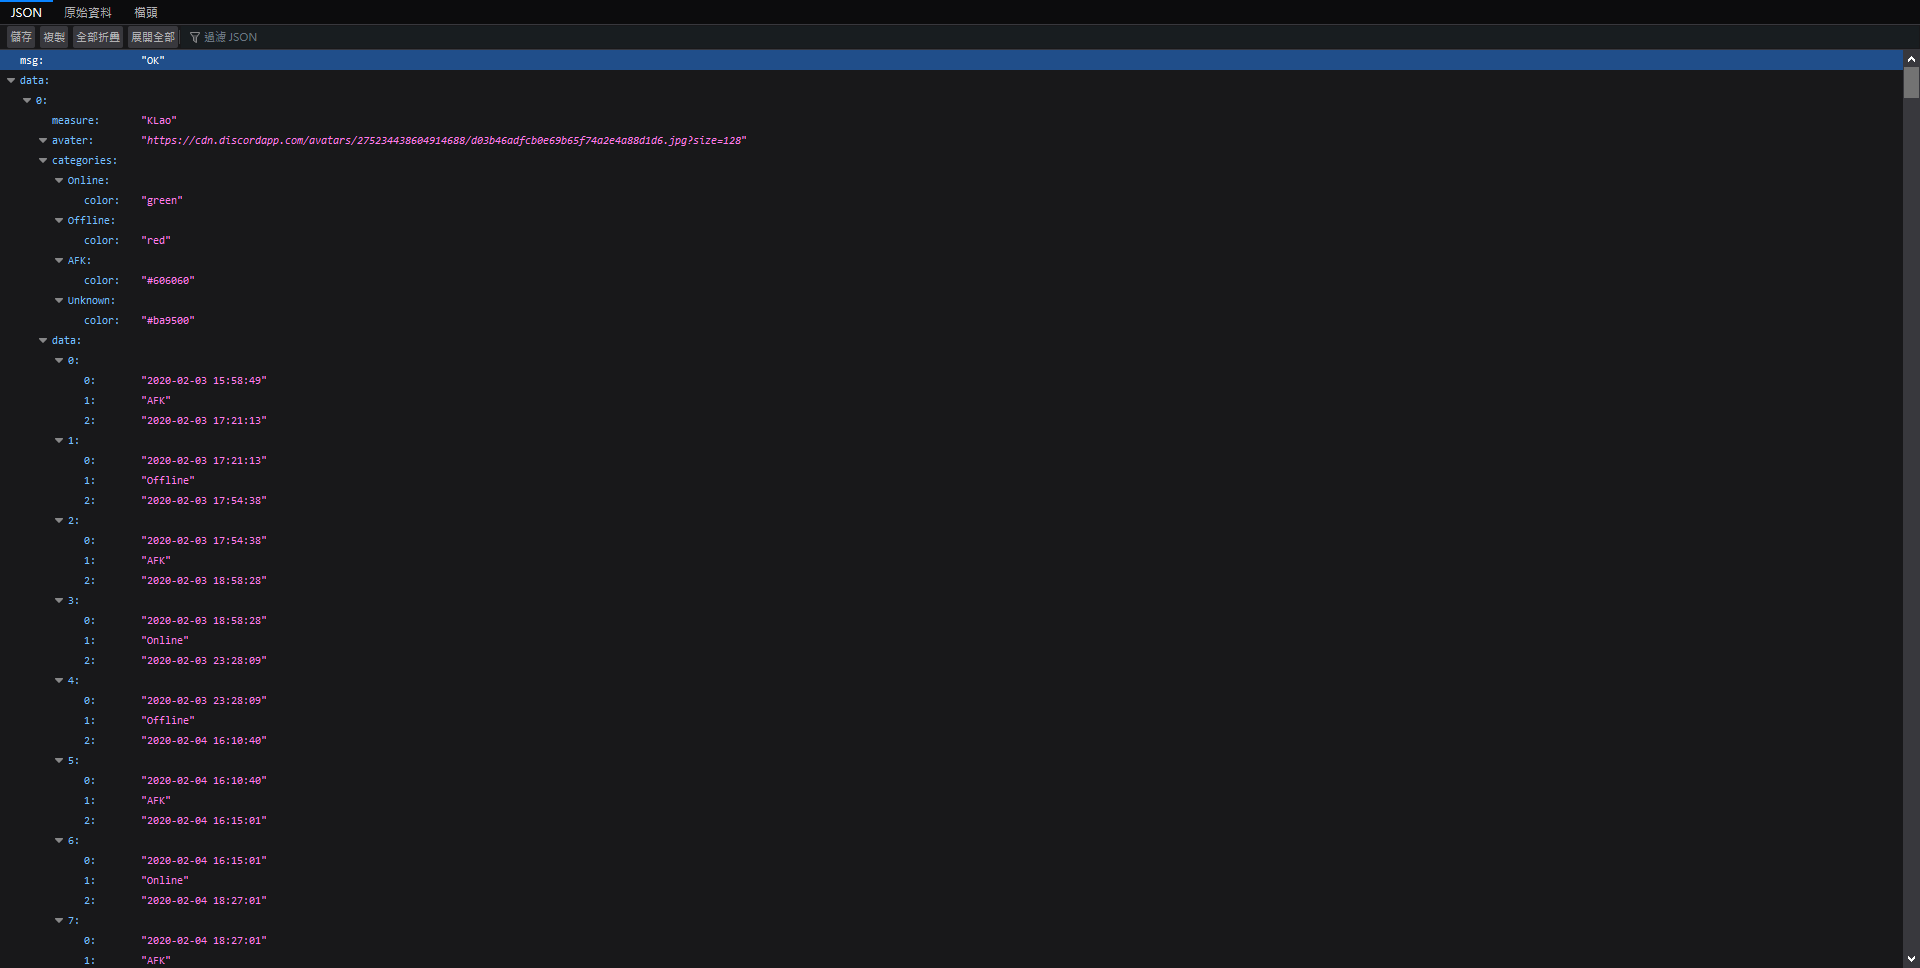 JSON 原始資料 檔頭
儲存 複製 全部折疊 展開全部 過濾 JSON
msg: "OK"
data:
0:
measure: "KLao"
avater: "https://cdn.discordapp.com/avatars/275234438604914688/d03b46adfcb0e69b65f74a2e4a88d1d6.jpg?size=128"
categories:
Online:
color: "green"
Offline:
color: "red"
AFK:
color: "#606060"
Unknown:
color: "#ba9500"
data:
0:
0: "2020-02-03 15:58:49"
1: "AFK"
2: "2020-02-03 17:21:13"
1:
0: "2020-02-03 17:21:13"
1: "Offline"
2: "2020-02-03 17:54:38"
2:
0: "2020-02-03 17:54:38"
1: "AFK"
2: "2020-02-03 18:58:28"
3:
0: "2020-02-03 18:58:28"
1: "Online"
2: "2020-02-03 23:28:09"
4:
0: "2020-02-03 23:28:09"
1: "Offline"
2: "2020-02-04 16:10:40"
5:
0: "2020-02-04 16:10:40"
1: "AFK"
2: "2020-02-04 16:15:01"
6:
0: "2020-02-04 16:15:01"
1: "Online"
2: "2020-02-04 18:27:01"
7:
0: "2020-02-04 18:27:01"
1: "AFK"